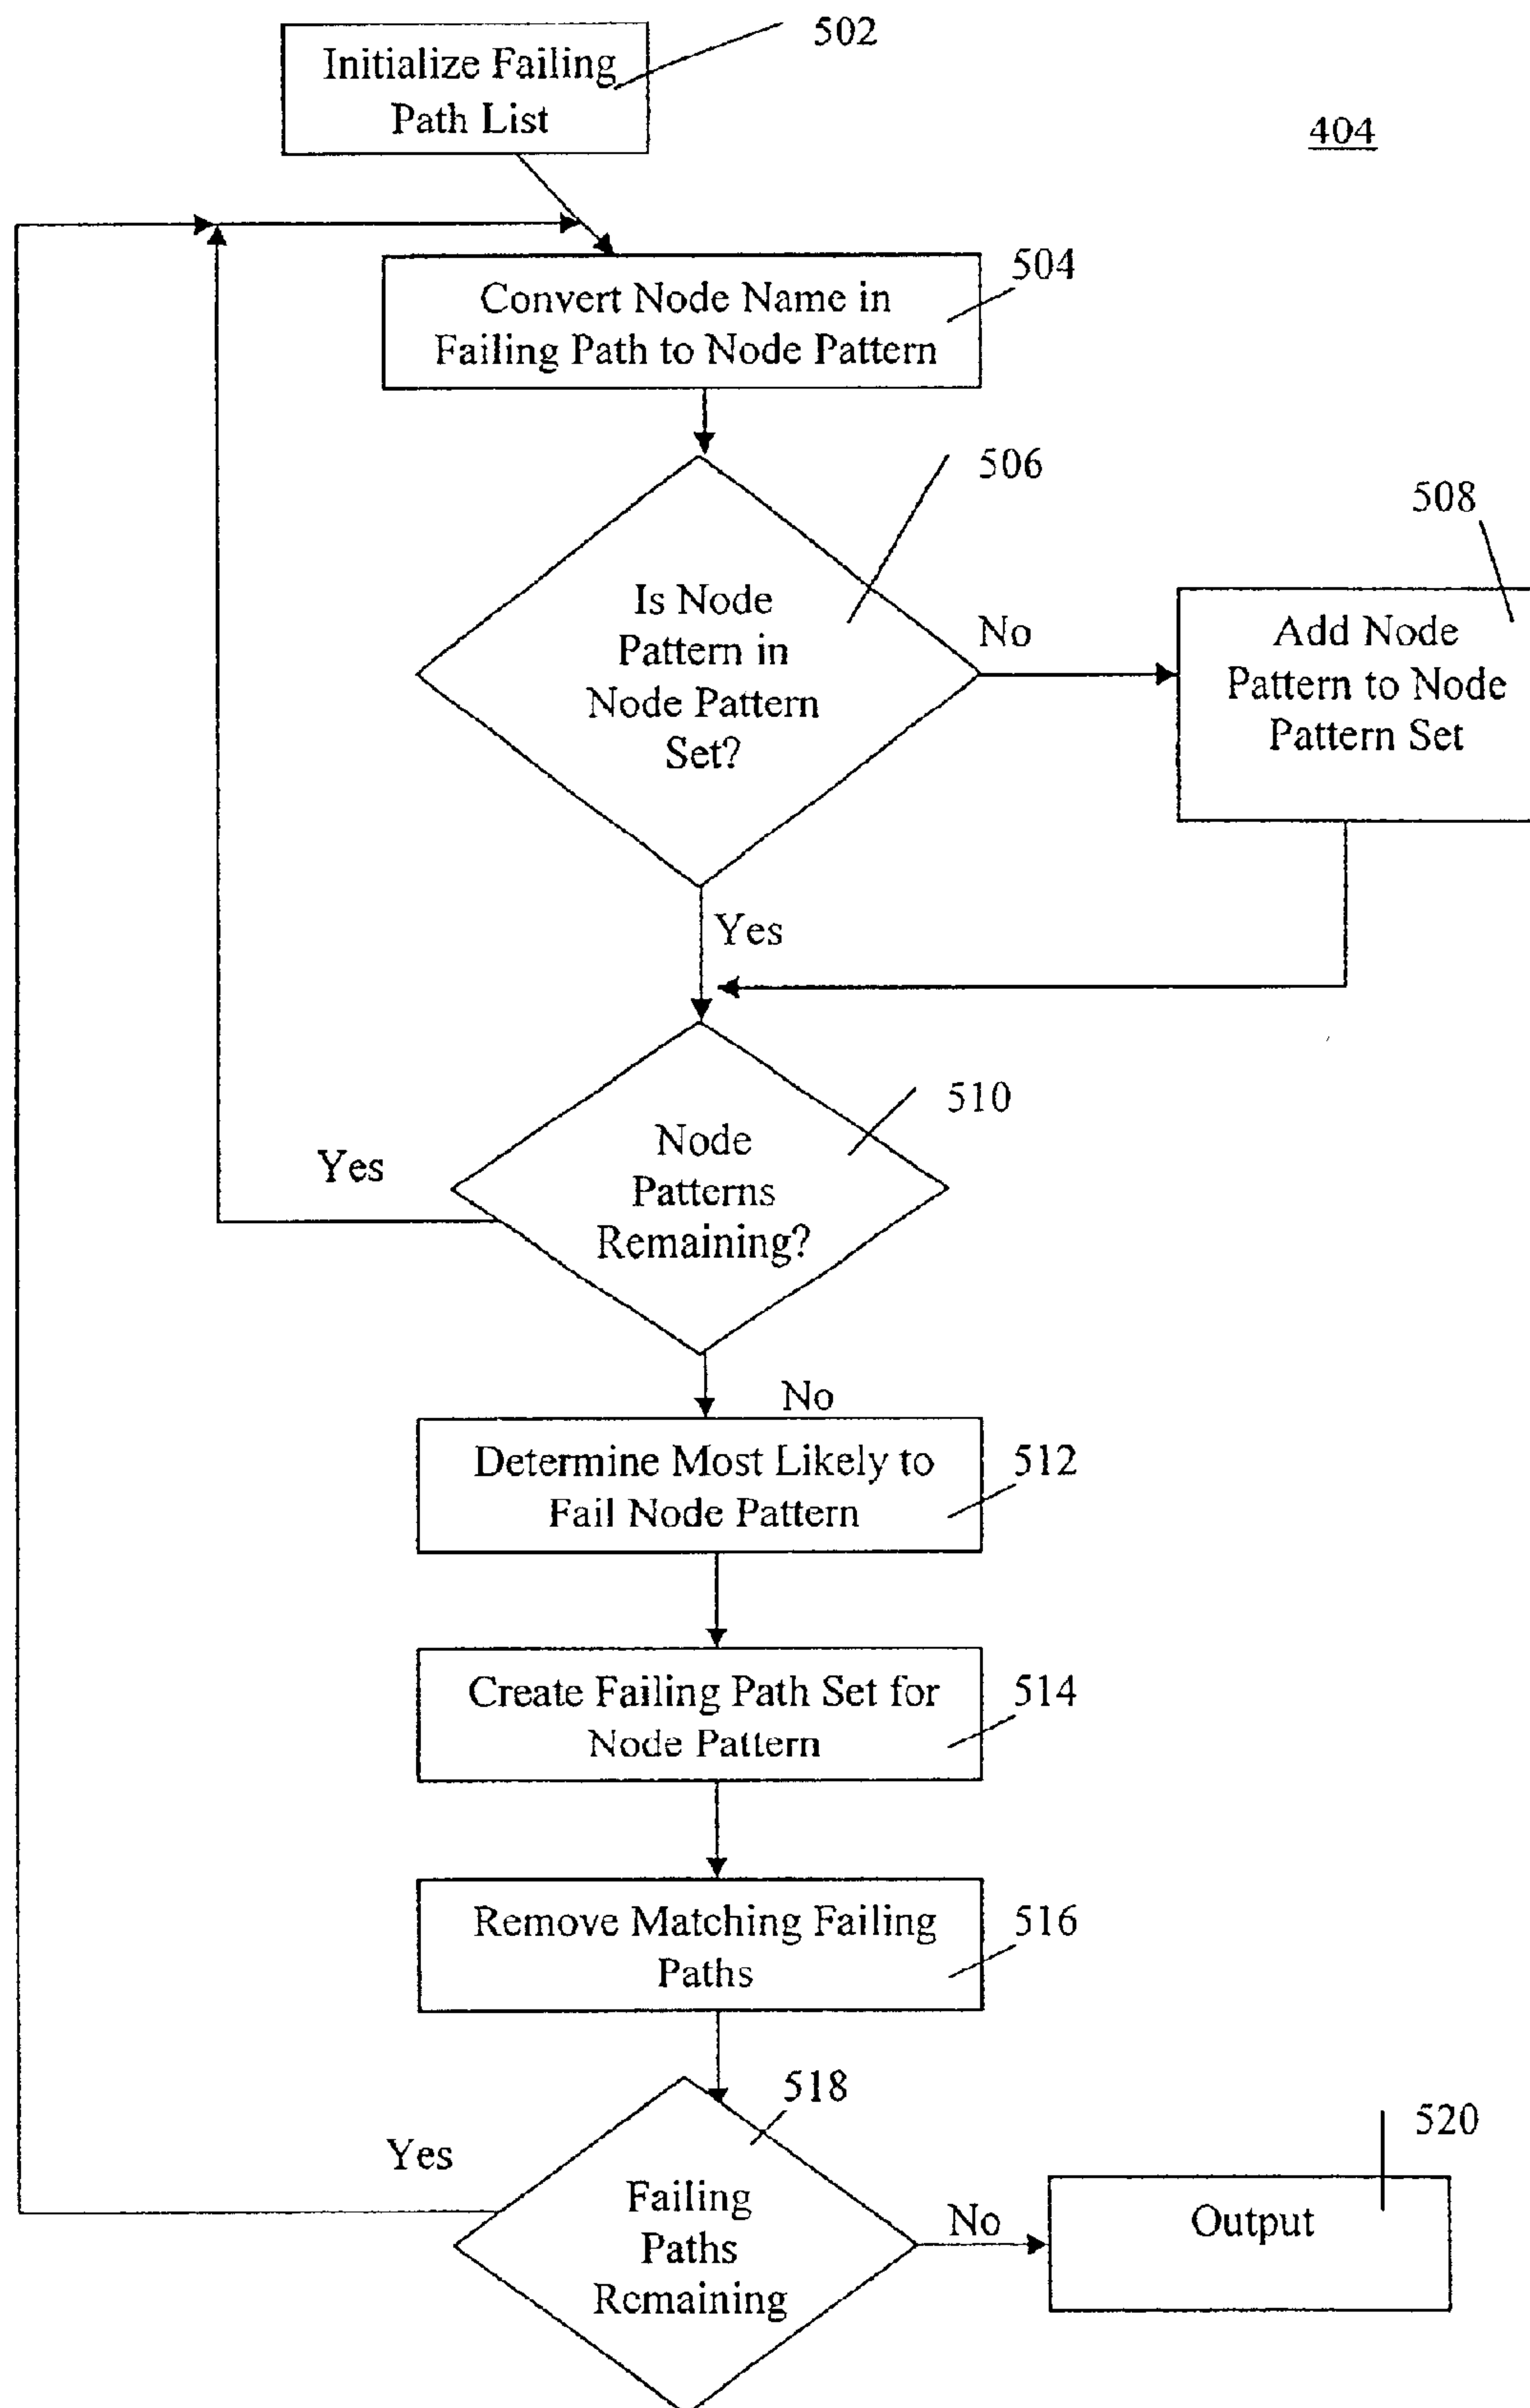 502
Initialize Failing
Path List
404
504
Convert Node Name in
Failing Path to Node Pattern
506
508
Is Node
Pattern in
Node Pattern
Set?
No
Add Node
Pattern to Node
Pattern Set
Yes
510
Node
Patterns
Remaining?
Yes
No
Determine Most Likely to
Fail Node Pattern
512
Create Failing Path Set for
Node Pattern
514
Remove Matching Failing
Paths
516
518
520
Yes
Failing
Paths
Remaining
No
Output